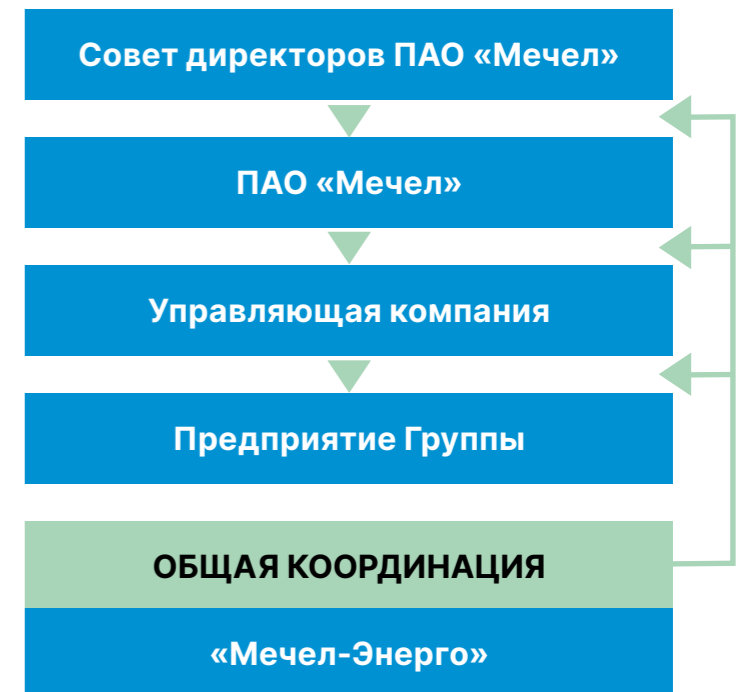 Совет директоров ПАО «Мечел»
ПАО «Мечел»
Управляющая компания
Предприятие Группы
ОБЩАЯ КООРДИНАЦИЯ
«Мечел-Энерго»